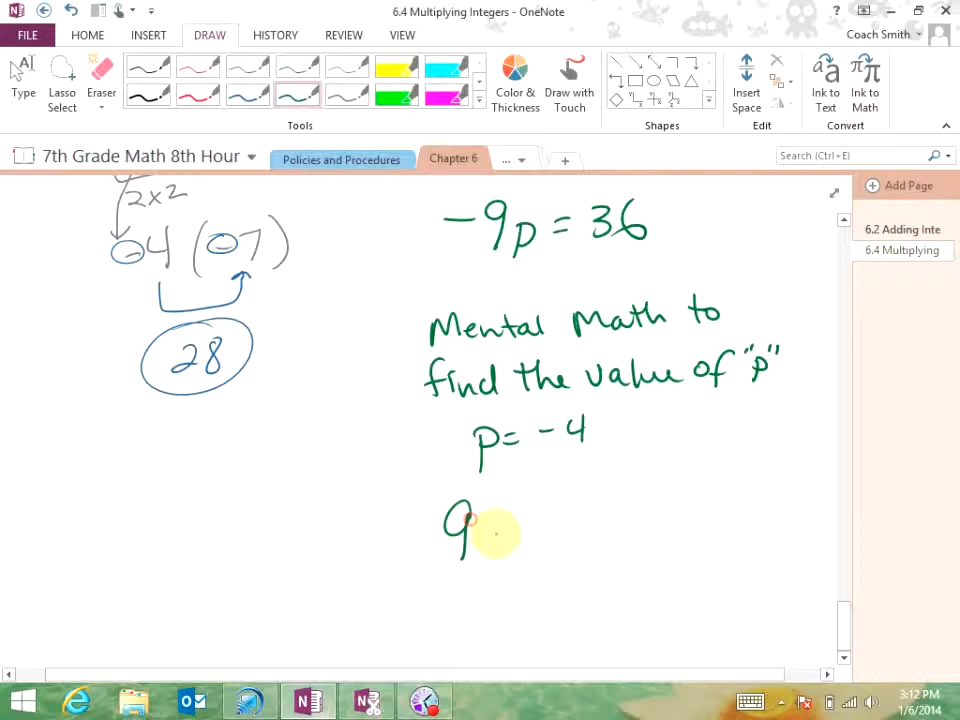 6.4 Multiplying Integers - OneNote
FILE HOME INSERT DRAW HISTORY REVIEW VIEW
Coach Smith
Type
Lasso Select
Eraser
Color & Thickness
Draw with Touch
Insert Space
Ink to Text
Ink to Math
Tools
Shapes
Edit
Convert
7th Grade Math 8th Hour
Policies and Procedures
Chapter 6
...
Search (Ctrl+E)
Add Page
6.2 Adding Inte
6.4 Multiplying
2x2
-4(-7)
28
-9p = 36
Mental Math to
find the value of "p"
p= -4
9
3:12 PM
1/6/2014